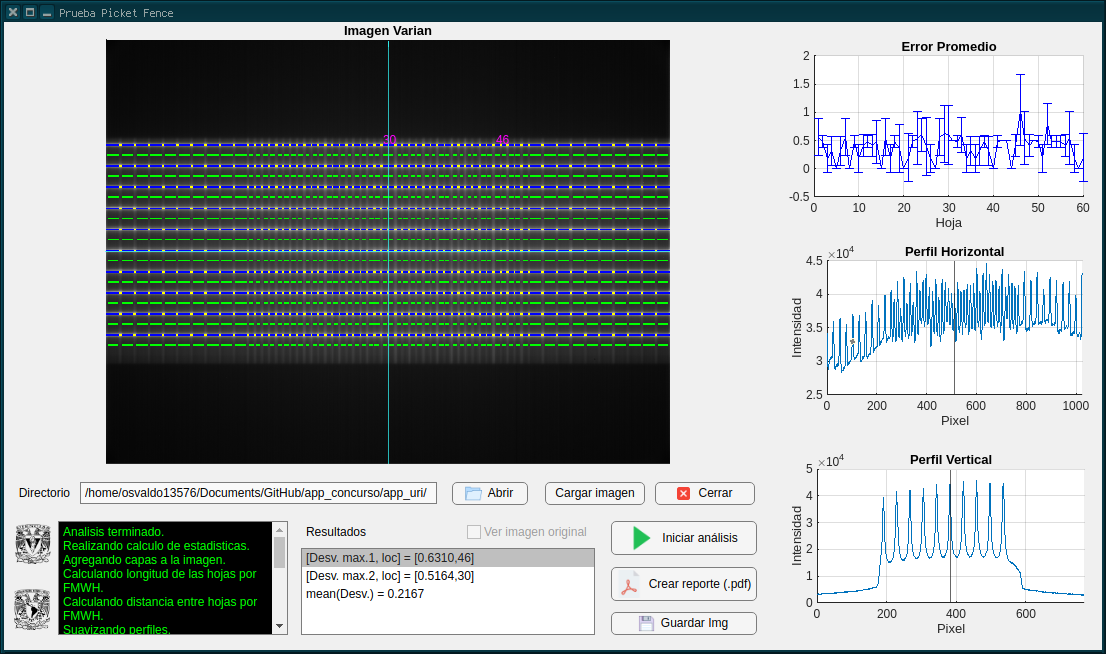 Prueba Picket Fence
Imagen Varian
30
46
Error Promedio
2
1.5
1
0.5
0
-0.5
0 10 20 30 40 50 60
Hoja
Perfil Horizontal
×10^4
4.5
4
3.5
3
2.5
Intensidad
0 200 400 600 800 1000
Pixel
Perfil Vertical
×10^4
5
4
3
2
1
0
Intensidad
0 200 400 600
Pixel
Directorio /home/osvaldo13576/Documents/GitHub/app_concurso/app_uri/ Abrir Cargar imagen Cerrar
Analisis terminado.
Realizando calculo de estadisticas.
Agregando capas a la imagen.
Calculando longitud de las hojas por
FMWH.
Calculando distancia entre hojas por
FMWH.
Suavizando perfiles.
Resultados Ver imagen original
[Desv. max.1, loc] = [0.6310,46]
[Desv. max.2, loc] = [0.5164,30]
mean(Desv.) = 0.2167
Iniciar análisis
Crear reporte (.pdf)
Guardar Img